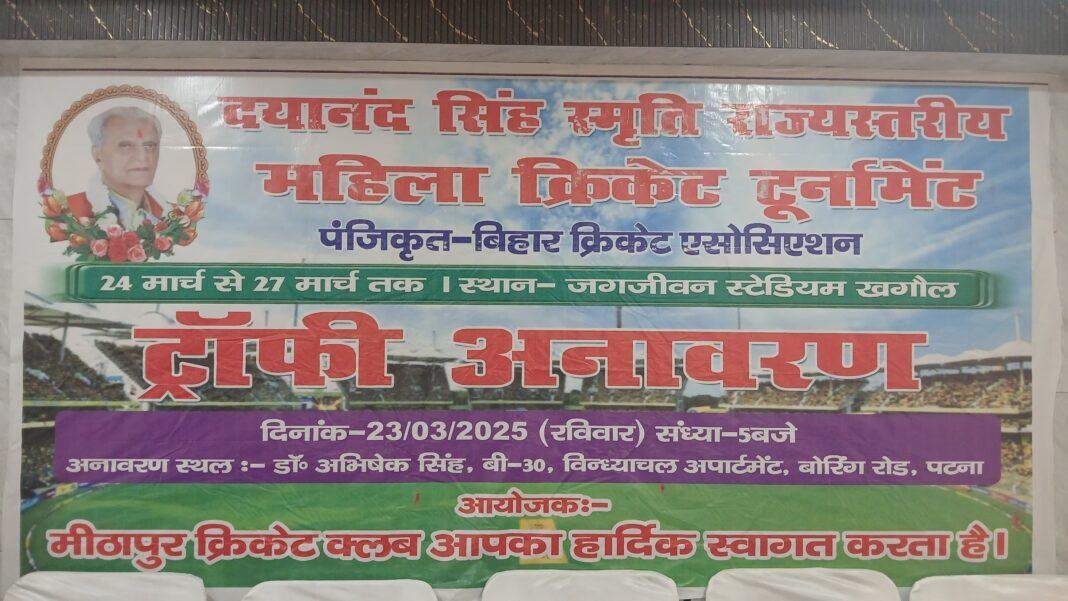 दयानंद सिंह स्मृति राज्यस्तरीय
महिला क्रिकेट टूर्नामेंट
पंजिकृत-बिहार क्रिकेट एसोसिएशन
24 मार्च से 27 मार्च तक । स्थान- जगजीवन स्टेडियम खगौल
ट्रॉफी अनावरण
दिनांक-23/03/2025 (रविवार) संध्या-5बजे
अनावरण स्थल :- डॉ॰ अभिषेक सिंह, बी-30, विन्ध्याचल अपार्टमेंट, बोरिंग रोड, पटना
आयोजकः-
मीठापुर क्रिकेट क्लब आपका हार्दिक स्वागत करता है।